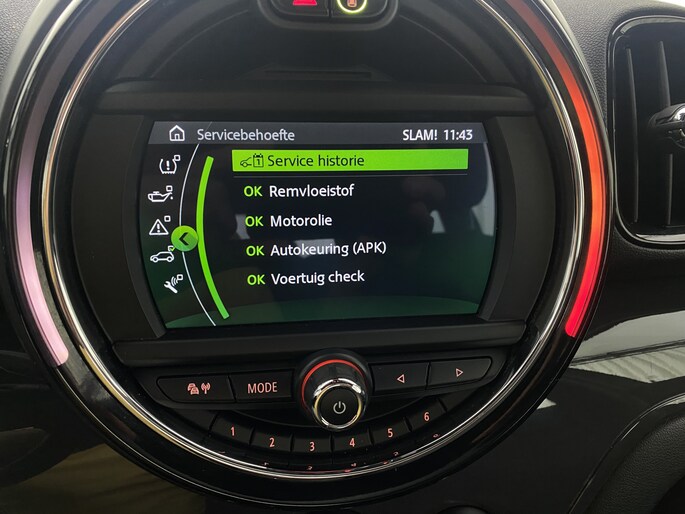 Servicebehoefte SLAM! 11:43
1 Service historie
OK Remvloeistof
OK Motorolie
OK Autokeuring (APK)
OK Voertuig check
MODE
1 2 3 4 5 6